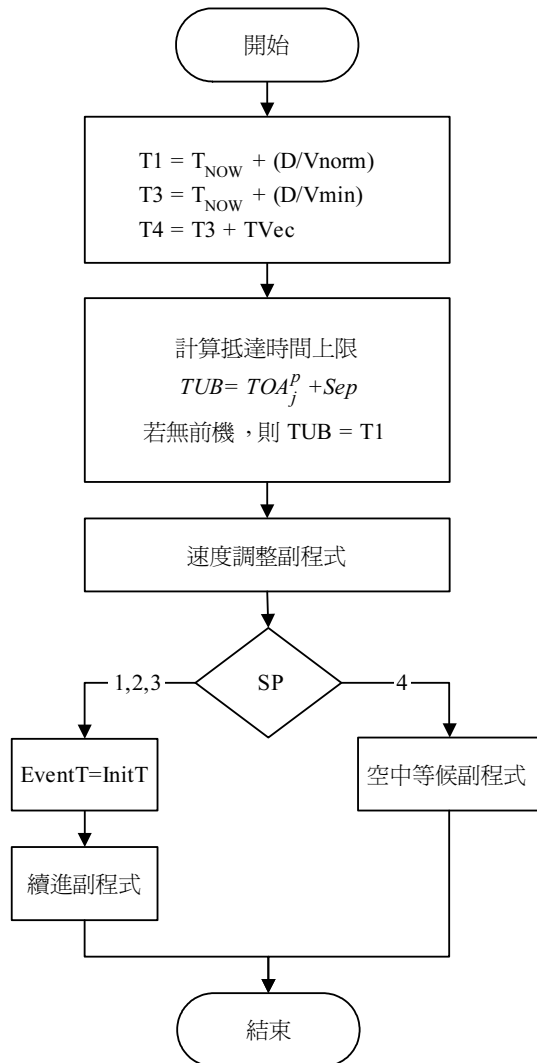 開始
T1 = T_NOW + (D/Vnorm)
T3 = T_NOW + (D/Vmin)
T4 = T3 + TVec
計算抵達時間上限
TUB= TOA_j^p +Sep
若無前機，則 TUB = T1
速度調整副程式
SP
1,2,3
4
EventT=InitT
空中等候副程式
續進副程式
結束